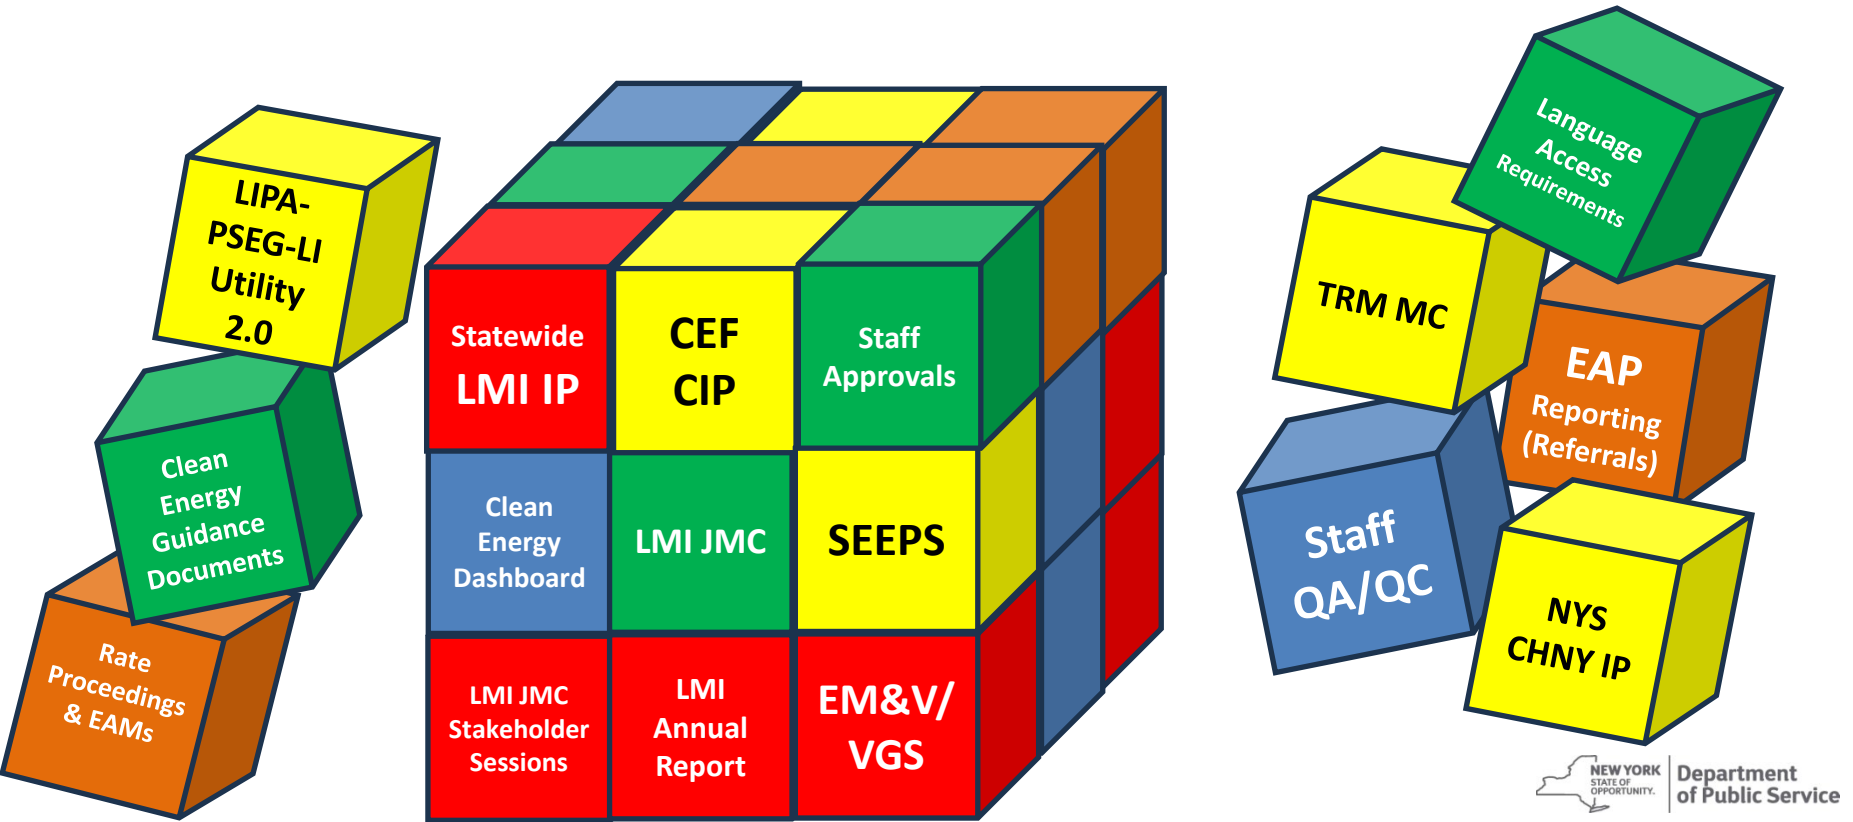 LIPA-
PSEG-LI
Utility
2.0
Clean
Energy
Guidance
Documents
Rate
Proceedings
& EAMs
Statewide
LMI IP
CEF
CIP
Staff
Approvals
Clean
Energy
Dashboard
LMI JMC
SEEPS
LMI JMC
Stakeholder
Sessions
LMI
Annual
Report
EM&V/
VGS
Language
Access
Requirements
TRM MC
EAP
Reporting
(Referrals)
Staff
QA/QC
NYS
CHNY IP
NEW YORK
STATE OF
OPPORTUNITY.
Department
of Public Service